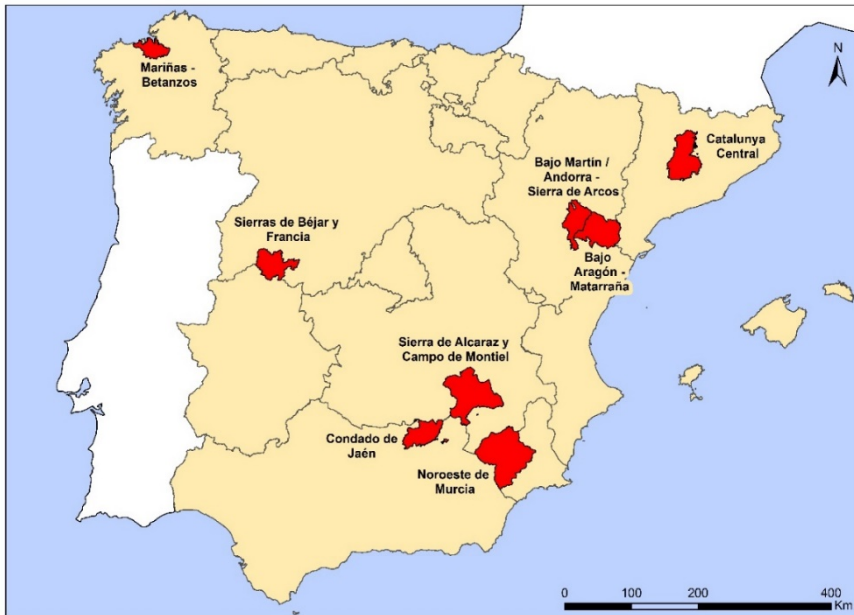 Mariñas -
Betanzos
N
Catalunya
Central
Bajo Martín /
Andorra -
Sierra de Arcos
Sierras de Béjar y
Francia
Bajo
Aragón -
Matarraña
Sierra de Alcaraz y
Campo de Montiel
Condado de
Jaén
Noroeste de
Murcia
0 100 200 400
Km